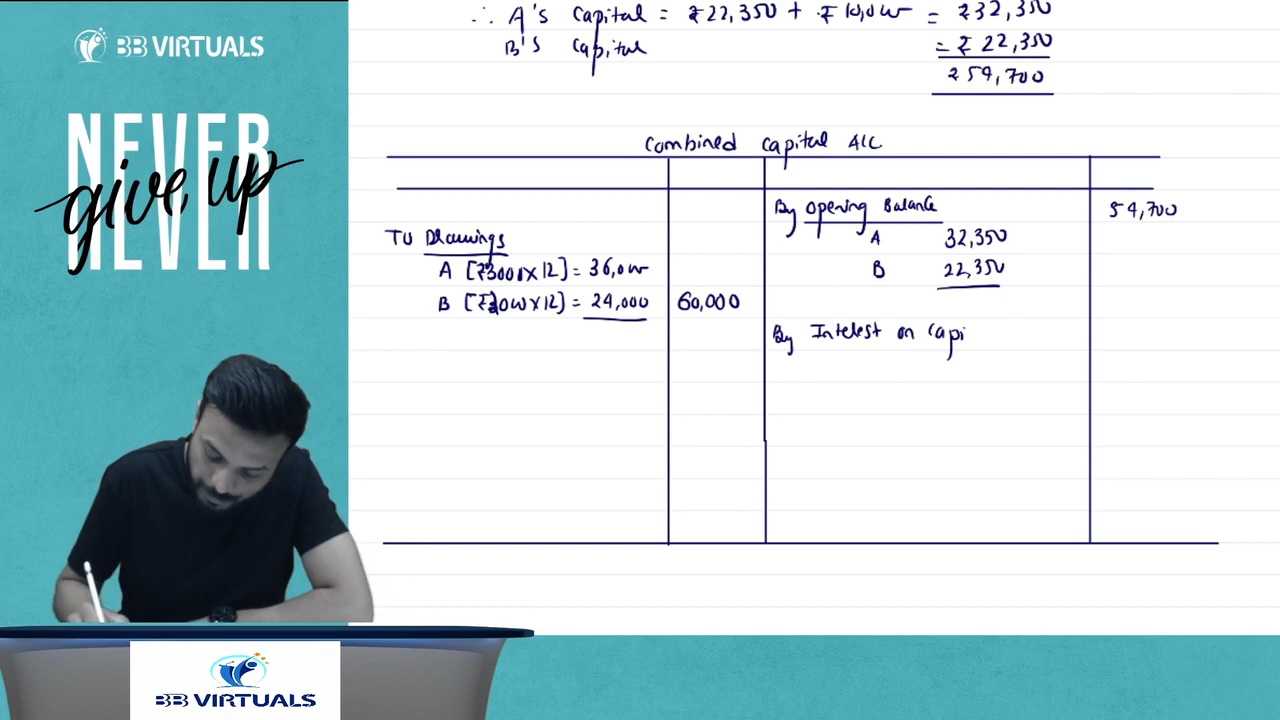 BB VIRTUALS
NEVER
give up
NEVER
∴ A's Capital = ₹22,350 + ₹10,000 = ₹32,350
B's Capital = ₹22,350
₹54,700
Combined Capital A/C
By Opening Balance 54,700
A 32,350
B 22,350
To Drawings
A [₹3000×12] = 36,000
B [₹2000×12] = 24,000 60,000
By Interest on Capi
BB VIRTUALS